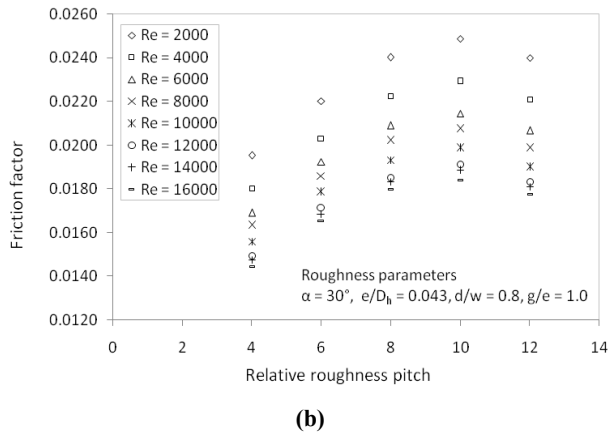 0.0260
0.0240
0.0220
0.0200
0.0180
0.0160
0.0140
0.0120
Friction factor
Re = 2000
Re = 4000
Re = 6000
Re = 8000
Re = 10000
Re = 12000
Re = 14000
Re = 16000
Roughness parameters
α = 30°, e/Dₕ = 0.043, d/w = 0.8, g/e = 1.0
0 2 4 6 8 10 12 14
Relative roughness pitch
(b)